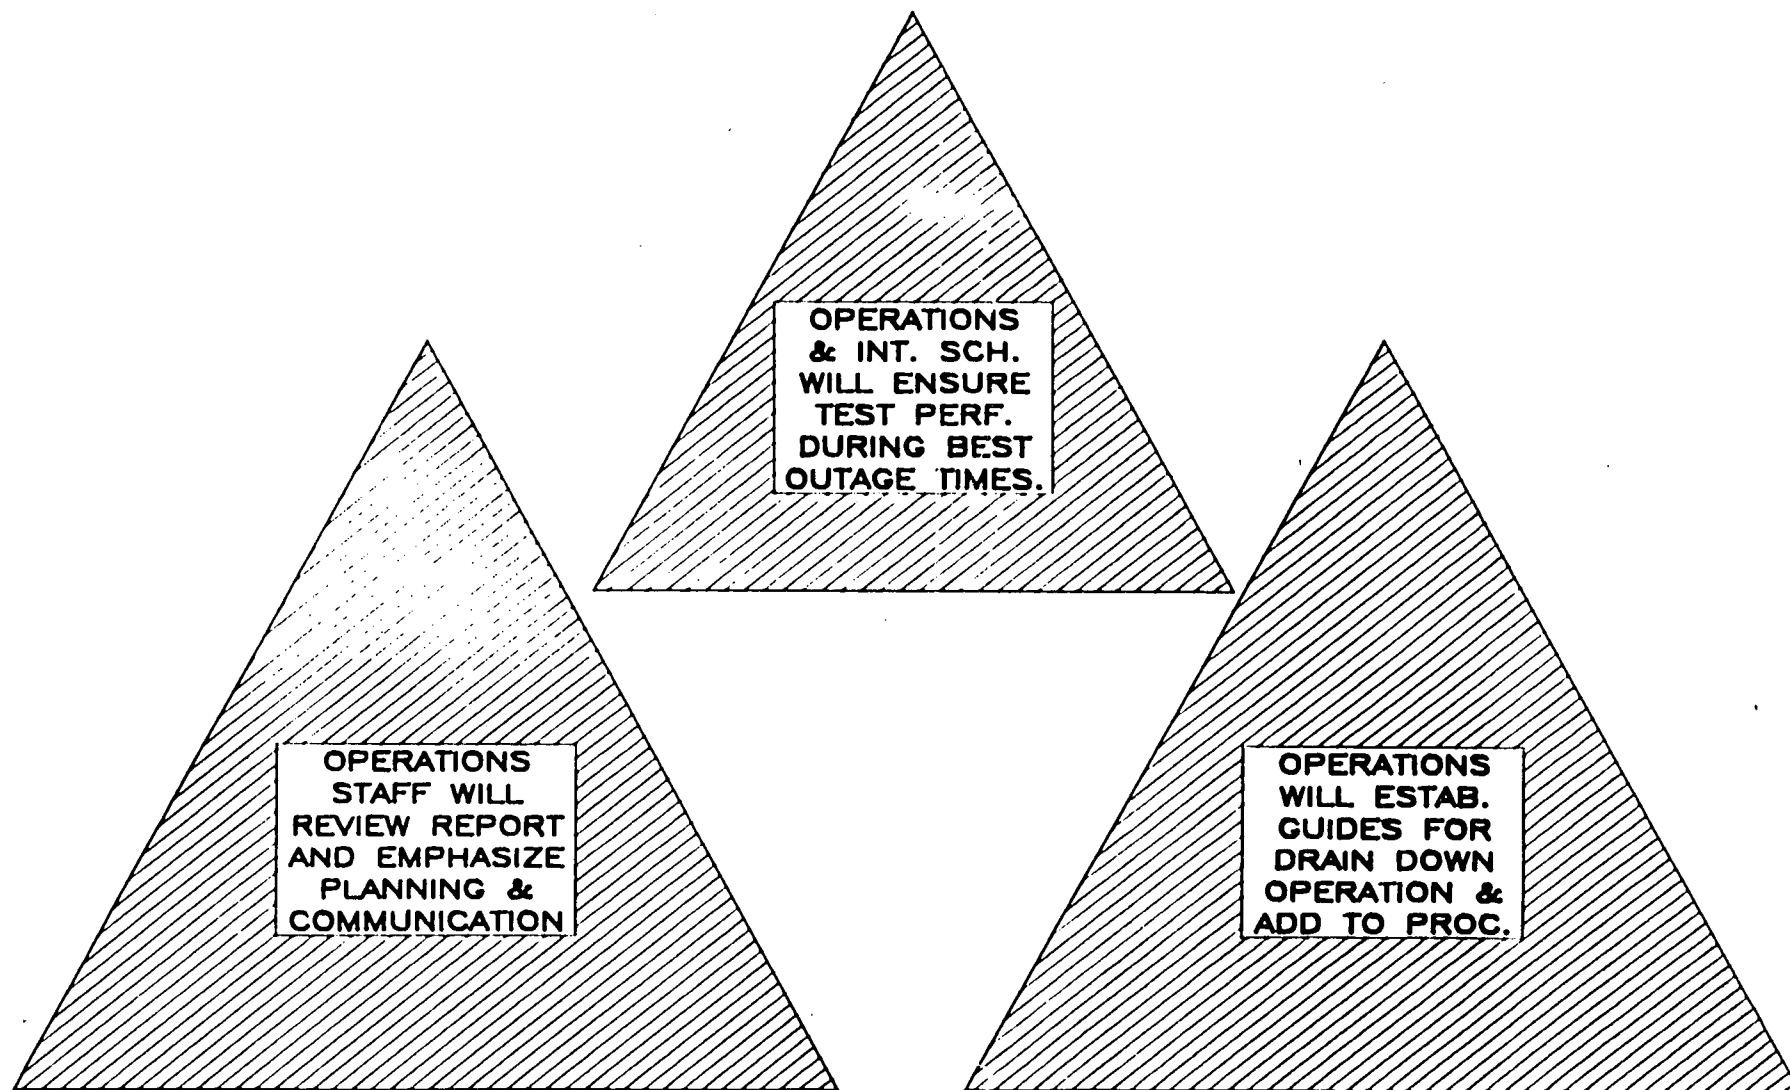 OPERATIONS
& INT. SCH.
WILL ENSURE
TEST PERF.
DURING BEST
OUTAGE TIMES.
OPERATIONS
STAFF WILL
REVIEW REPORT
AND EMPHASIZE
PLANNING &
COMMUNICATION
OPERATIONS
WILL ESTAB.
GUIDES FOR
DRAIN DOWN
OPERATION &
ADD TO PROC.